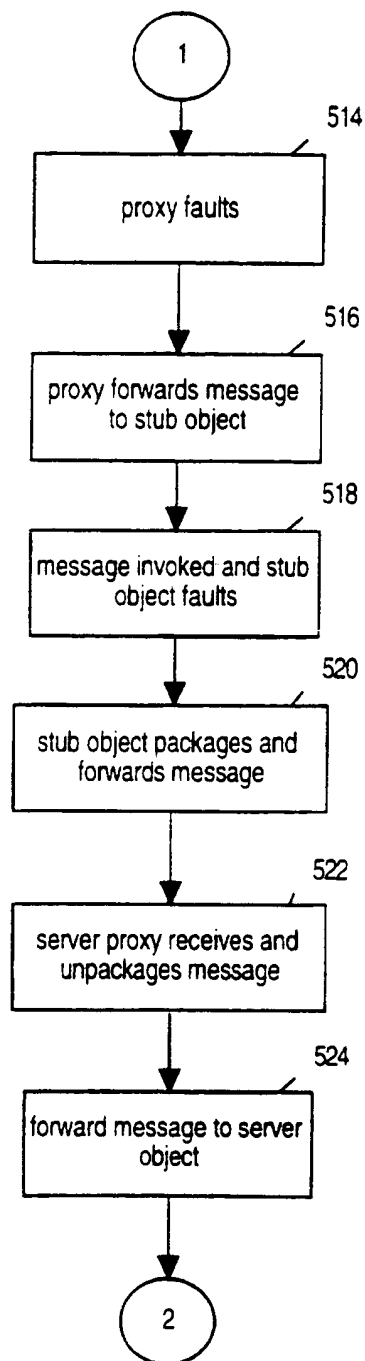 1
514
proxy faults
516
proxy forwards message
to stub object
518
message invoked and stub
object faults
520
stub object packages and
forwards message
522
server proxy receives and
unpackages message
524
forward message to server
object
2